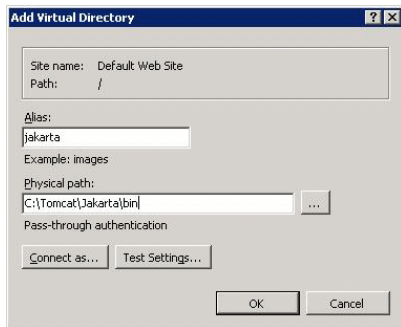 Add Virtual Directory
Site name: Default Web Site
Path: /
Alias:
jakarta
Example: images
Physical path:
C:\Tomcat\Jakarta\bin
...
Pass-through authentication
Connect as... Test Settings...
OK Cancel